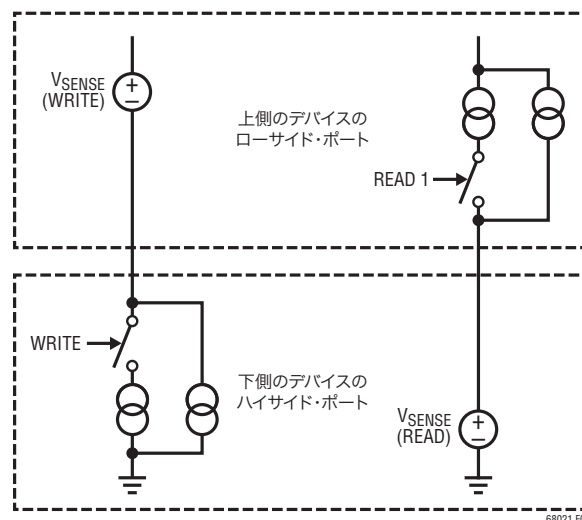 VSENSE
(WRITE)
上側のデバイスの
ローサイド・ポート
READ 1
WRITE
下側のデバイスの
ハイサイド・ポート
VSENSE
(READ)